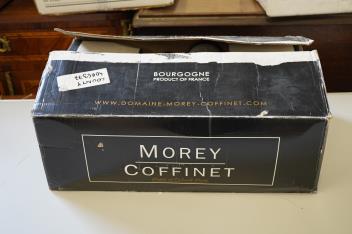 BOURGOGNE
PRODUCT OF FRANCE
WWW.DOMAINE-MOREY-COFFINET.COM
MOREY
COFFINET